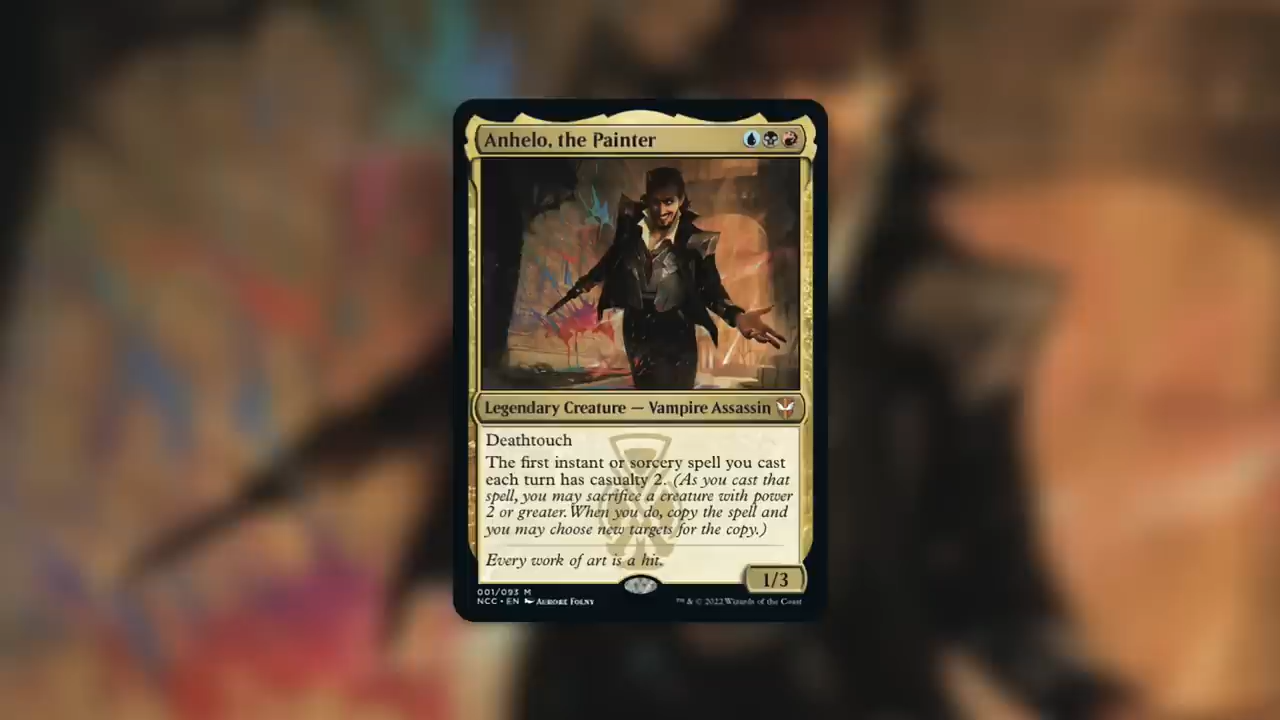 Anhelo, the Painter
Legendary Creature — Vampire Assassin
Deathtouch
The first instant or sorcery spell you cast
each turn has casualty 2. (As you cast that
spell, you may sacrifice a creature with power
2 or greater. When you do, copy the spell and
you may choose new targets for the copy.)
Every work of art is a hit.
1/3
001/093 M
NCC • EN Aurore Folny
™ & © 2022 Wizards of the Coast